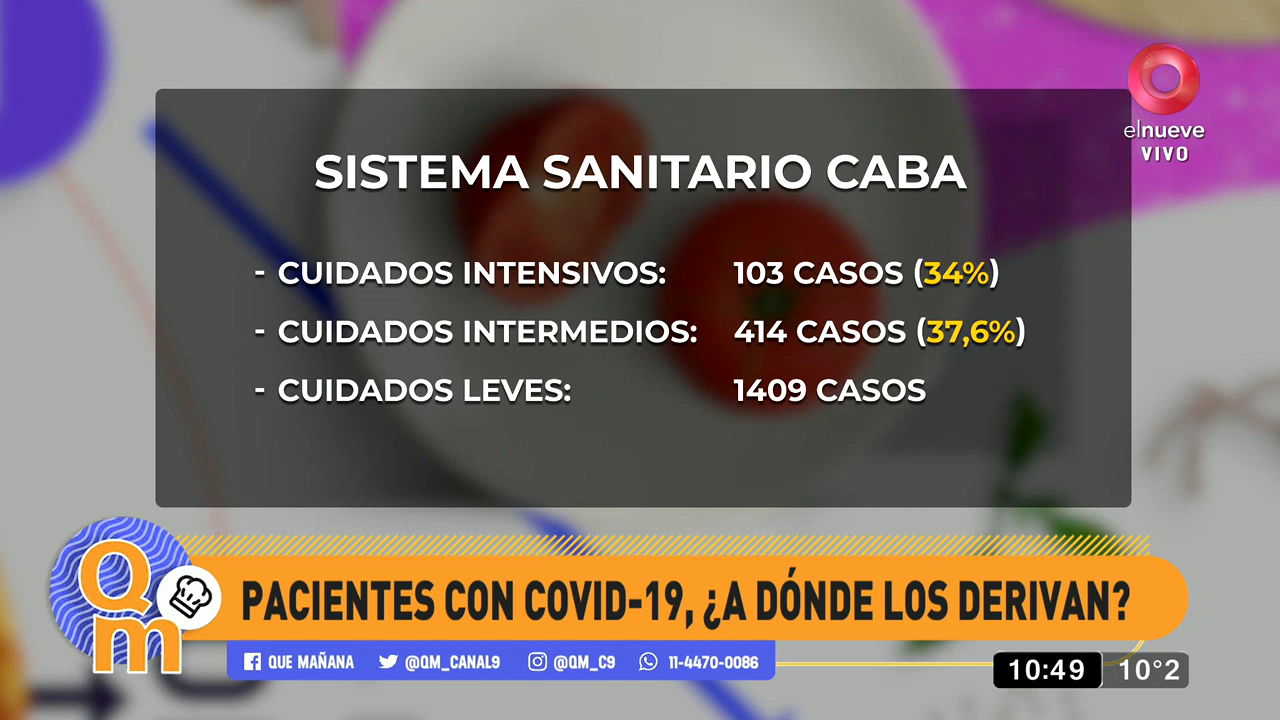 elnueve
VIVO
SISTEMA SANITARIO CABA
- CUIDADOS INTENSIVOS: 103 CASOS (34%)
- CUIDADOS INTERMEDIOS: 414 CASOS (37,6%)
- CUIDADOS LEVES: 1409 CASOS
Qm
PACIENTES CON COVID-19, ¿A DÓNDE LOS DERIVAN?
QUE MAÑANA @QM_CANAL9 @QM_C9 11-4470-0086
10:49 10°2